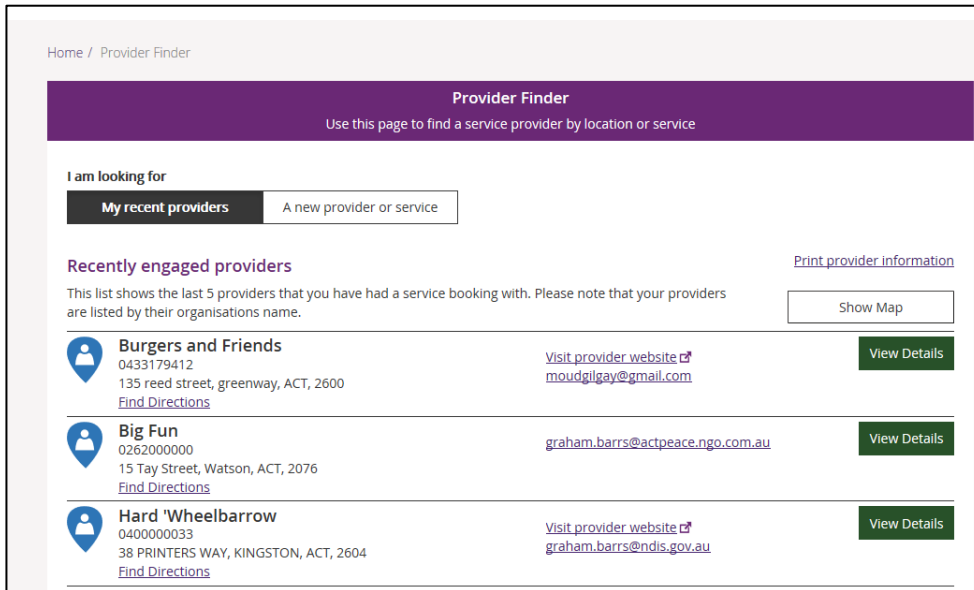 Home / Provider Finder
Provider Finder
Use this page to find a service provider by location or service
I am looking for
My recent providers
A new provider or service
Recently engaged providers
Print provider information
This list shows the last 5 providers that you have had a service booking with. Please note that your providers
are listed by their organisations name.
Show Map
Burgers and Friends
0433179412
135 reed street, greenway, ACT, 2600
Find Directions
Visit provider website
moudgilgay@gmail.com
View Details
Big Fun
0262000000
15 Tay Street, Watson, ACT, 2076
Find Directions
graham.barrs@actpeace.ngo.com.au
View Details
Hard 'Wheelbarrow
0400000033
38 PRINTERS WAY, KINGSTON, ACT, 2604
Find Directions
Visit provider website
graham.barrs@ndis.gov.au
View Details